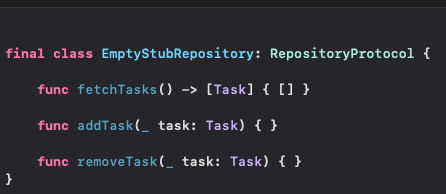 final class EmptyStubRepository: RepositoryProtocol {
func fetchTasks() -> [Task] { [] }
func addTask(_ task: Task) { }
func removeTask(_ task: Task) { }
}